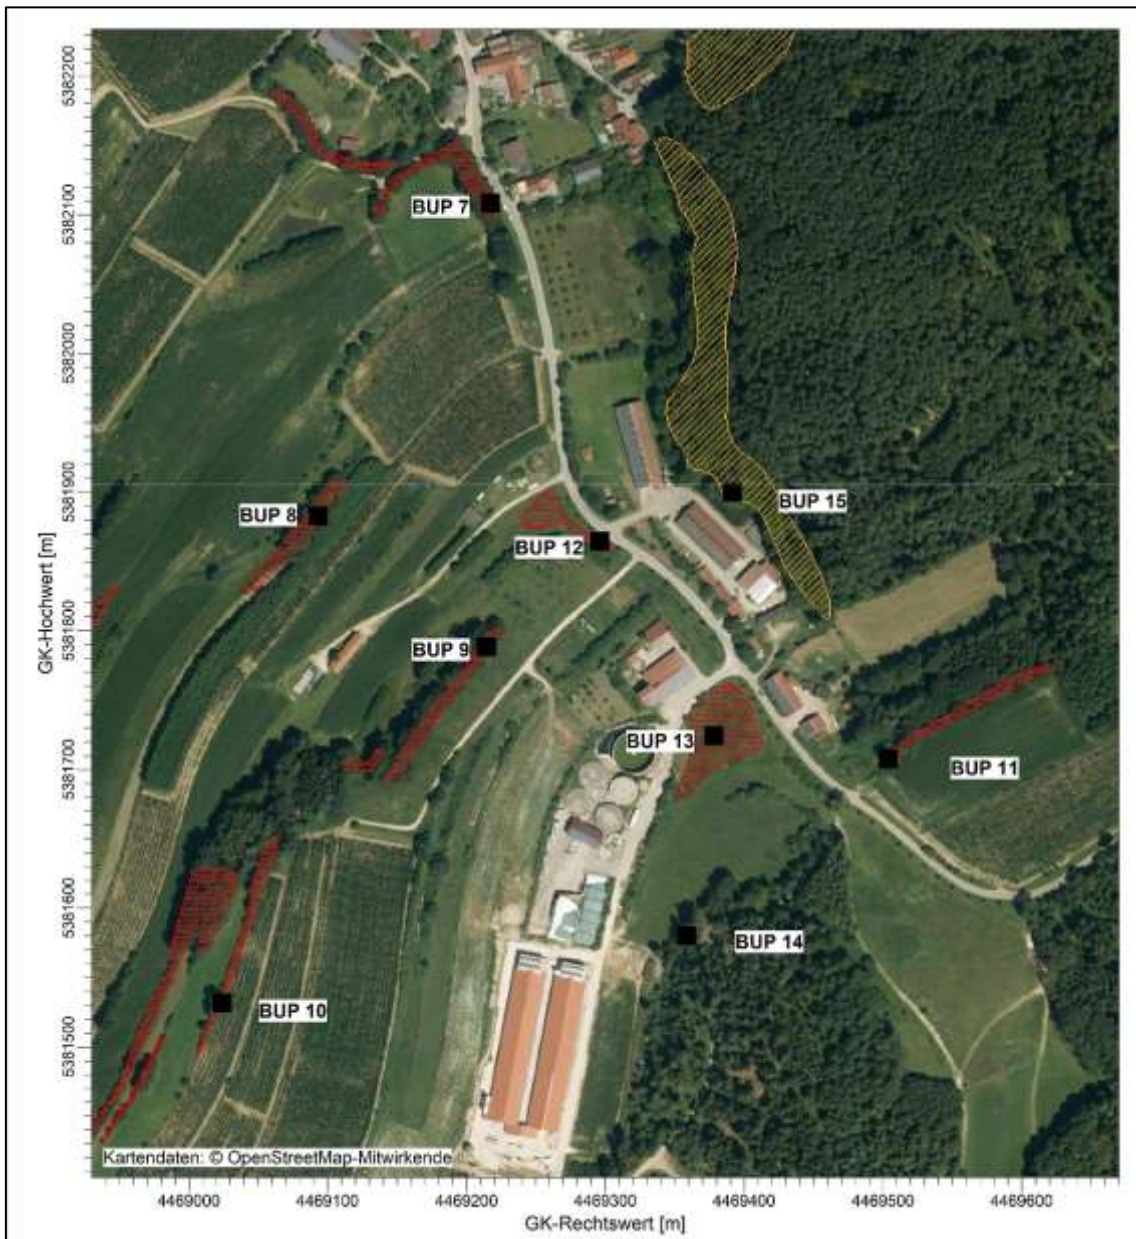 5382200
5382100
5382000
5381900
5381800
5381700
5381600
5381500
GK-Hochwert [m]
BUP 7
BUP 8
BUP 15
BUP 12
BUP 9
BUP 13
BUP 11
BUP 14
BUP 10
Kartendaten: © OpenStreetMap-Mitwirkende
4469000 4469100 4469200 4469300 4469400 4469500 4469600
GK-Rechtswert [m]